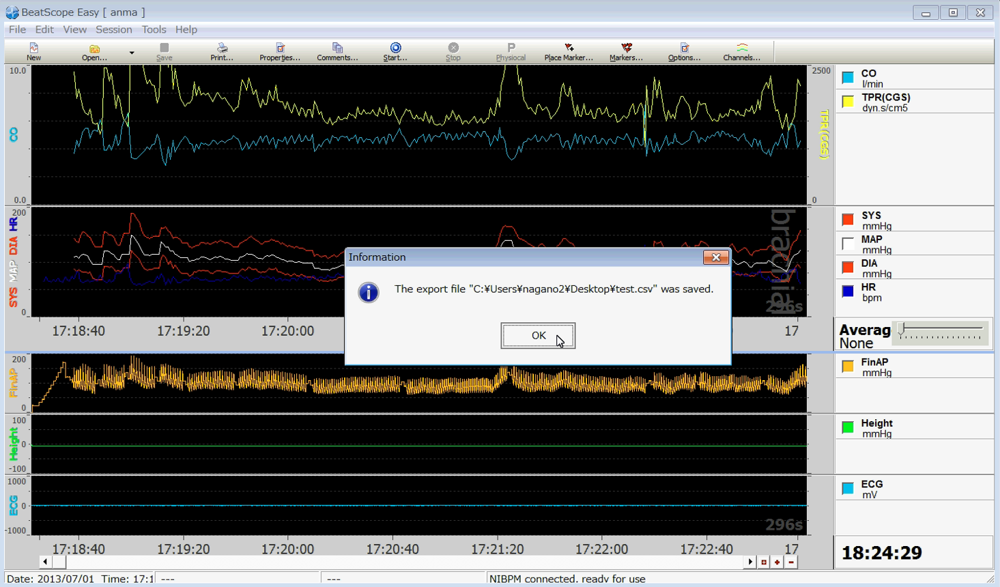 BeatScope Easy [ anma ]
File Edit View Session Tools Help
New Open... Save Print... Properties... Comments... Start... Stop Physical Place Marker... Markers... Options... Channels...
10.0
CO
0.0
2500
TPR(CGS)
0
CO
l/min
TPR(CGS)
dyn.s/cm5
200
SYS MAP DIA HR
0
brachial
296s
SYS
mmHg
MAP
mmHg
DIA
mmHg
HR
bpm
17:18:40 17:19:20 17:20:00 17
Averag
None
Information
The export file "C:¥Users¥nagano2¥Desktop¥test.csv" was saved.
OK
200
FinAP
0
FinAP
mmHg
100
Height
0
-100
Height
mmHg
1000
ECG
0
-1000
296s
ECG
mV
17:18:40 17:19:20 17:20:00 17:20:40 17:21:20 17:22:00 17:22:40 17
18:24:29
Date: 2013/07/01 Time: 17:1 --- --- NIBPM connected, ready for use